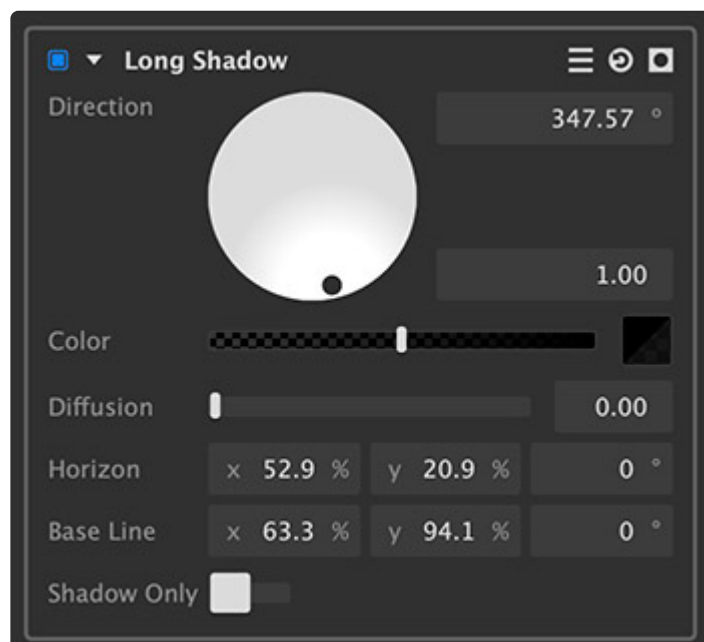 Long Shadow
Direction
347.57 °
1.00
Color
Diffusion 0.00
Horizon x 52.9 % y 20.9 % 0 °
Base Line x 63.3 % y 94.1 % 0 °
Shadow Only